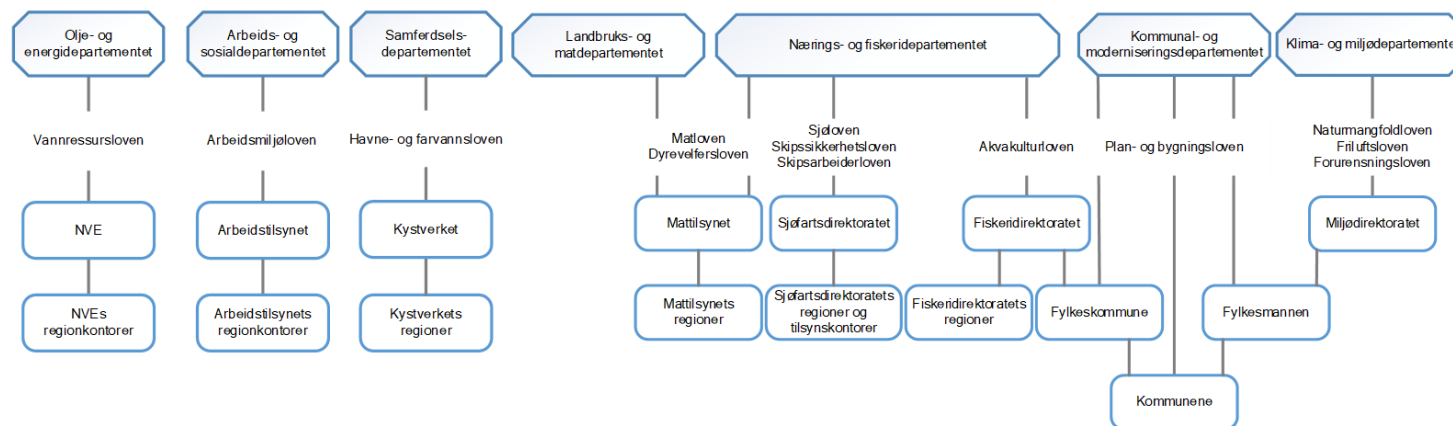 Olje- og
energidepartementet
Arbeids- og
sosialdepartementet
Samferdsels-
departementet
Landbruks- og
matdepartementet
Nærings- og fiskeridepartementet
Kommunal- og
moderniseringsdepartementet
Klima- og miljødepartemente
Vannressursloven
Arbeidsmiljøloven
Havne- og farvannsloven
Matloven
Dyrevelfersloven
Sjøloven
Skipssikkerhetsloven
Skipsarbeiderloven
Akvakulturloven
Plan- og bygningsloven
Naturmangfoldloven
Friluftsloven
Forurensningsloven
NVE
Arbeidstilsynet
Kystverket
Mattilsynet
Sjøfartsdirektoratet
Fiskeridirektoratet
Miljødirektoratet
NVEs
regionkontorer
Arbeidstilsynets
regionkontorer
Kystverkets
regioner
Mattilsynets
regioner
Sjøfartsdirektoratets
regioner og
tilsynskontorer
Fiskeridirektoratets
regioner
Fylkeskommune
Fylkesmannen
Kommunene